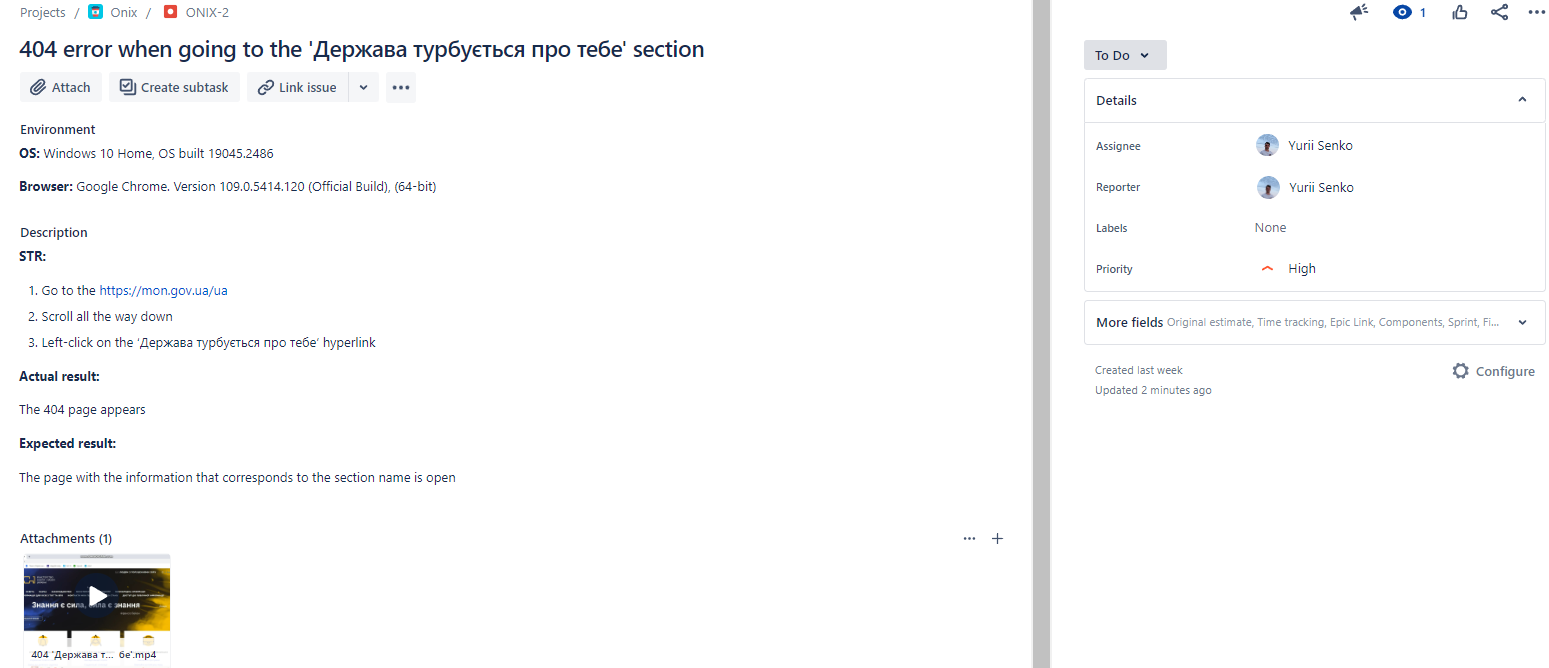 Projects / Onix / ONIX-2
1
404 error when going to the 'Держава турбується про тебе' section
Attach Create subtask Link issue
To Do
Environment
OS: Windows 10 Home, OS built 19045.2486
Browser: Google Chrome. Version 109.0.5414.120 (Official Build), (64-bit)
Description
STR:
1. Go to the https://mon.gov.ua/ua
2. Scroll all the way down
3. Left-click on the ‘Держава турбується про тебе’ hyperlink
Actual result:
The 404 page appears
Expected result:
The page with the information that corresponds to the section name is open
Attachments (1)
Знання є сила, сила є знання
404 'Держава т... бе'.mp4
Details
Assignee Yurii Senko
Reporter Yurii Senko
Labels None
Priority High
More fields Original estimate, Time tracking, Epic Link, Components, Sprint, Fi...
Created last week
Configure
Updated 2 minutes ago